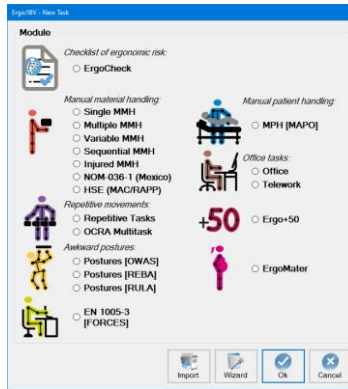 Ergo/IBV - New Task
Module
Checklist of ergonomic risk:
ErgoCheck
Manual material handling:
Single MMH
Multiple MMH
Variable MMH
Sequential MMH
Injured MMH
NOM-036-1 (Mexico)
HSE (MAC/RAPP)
Repetitive movements:
Repetitive Tasks
OCRA Multitask
Awkward postures:
Postures [OWAS]
Postures [REBA]
Postures [RULA]
EN 1005-3
[FORCES]
Manual patient handling:
MPH [MAPO]
Office tasks:
Office
Telework
+50
Ergo+50
ErgoMater
Import
Wizard
Ok
Cancel